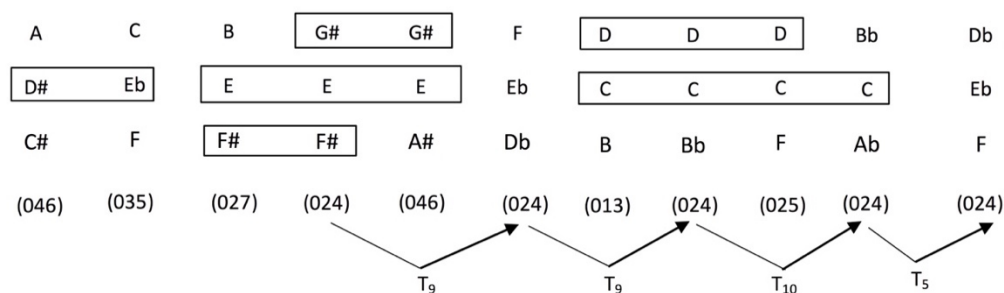 A C B G# G# F D D D Bb Db
D# Eb E E E Eb C C C C Eb
C# F F# F# A# Db B Bb F Ab F
(046) (035) (027) (024) (046) (024) (013) (024) (025) (024) (024)
T₉ T₉ T₁₀ T₅